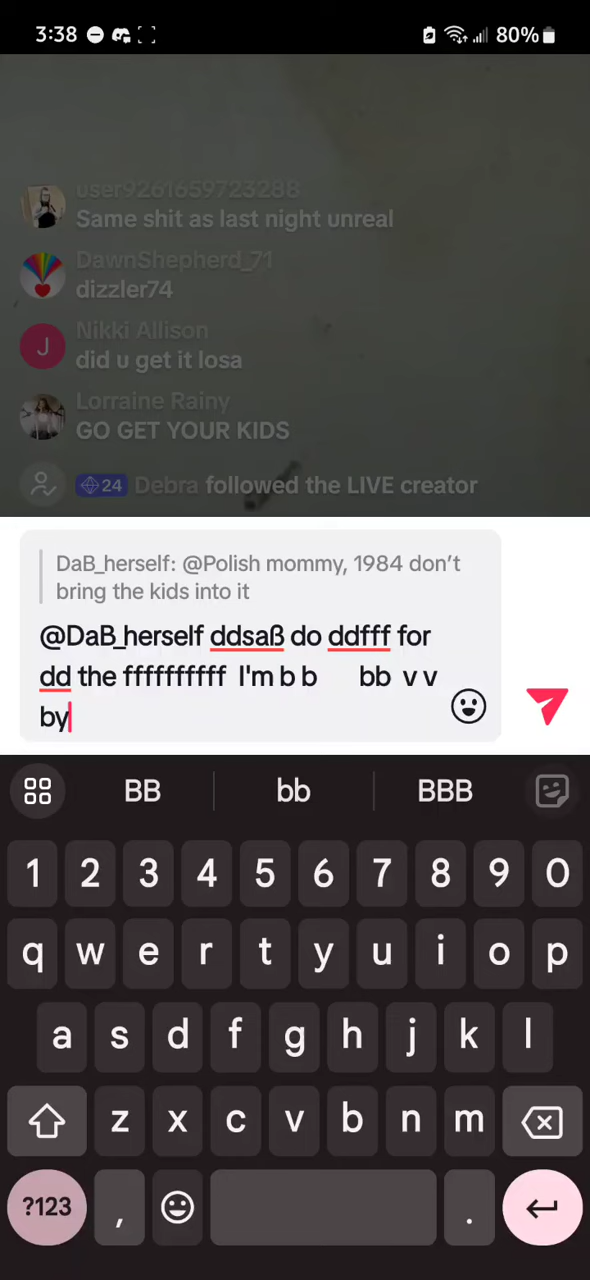 3:38 80%
user9261659723288
Same shit as last night unreal
DawnShepherd_71
dizzler74
Nikki Allison
J did u get it losa
Lorraine Rainy
GO GET YOUR KIDS
24 Debra followed the LIVE creator
DaB_herself: @Polish mommy, 1984 don’t
bring the kids into it
@DaB_herself ddsaß do ddfff for
dd the ffffffffff I'm b b bb v v
by
BB bb BBB
1 2 3 4 5 6 7 8 9 0
q w e r t y u i o p
a s d f g h j k l
z x c v b n m
?123 , .